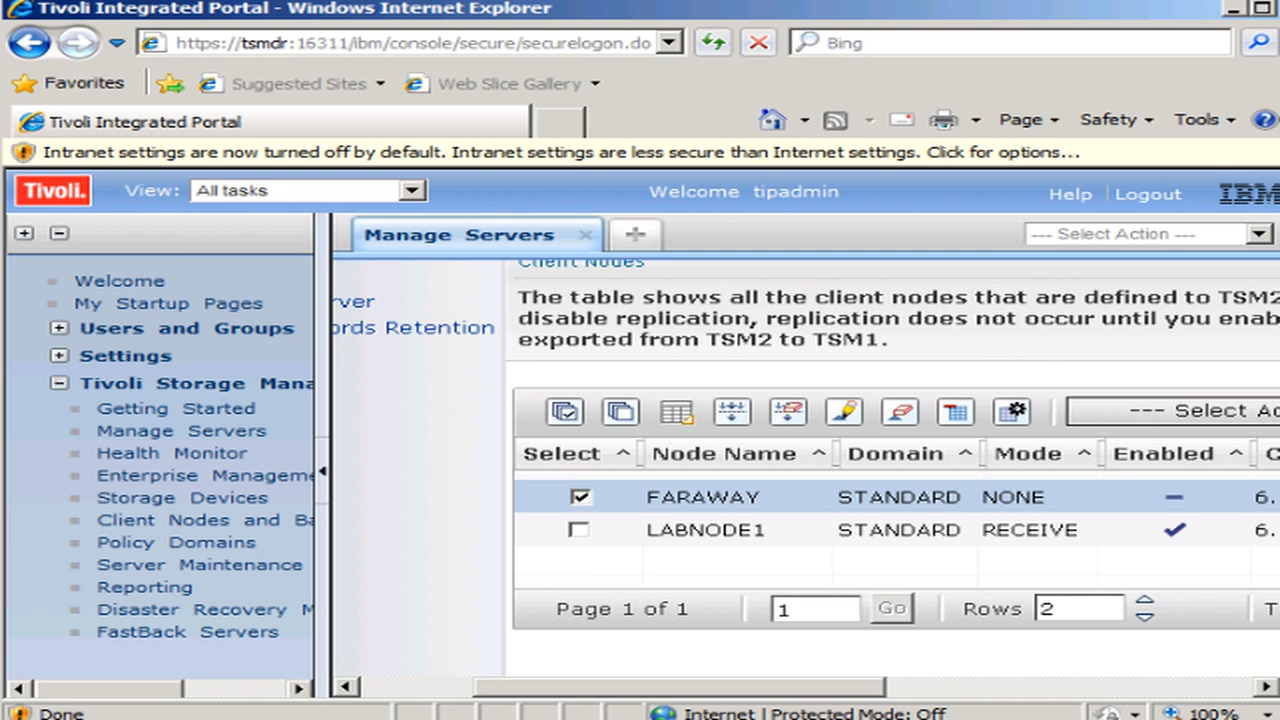 Tivoli Integrated Portal - Windows Internet Explorer
https://tsmdr:16311/ibm/console/secure/securelogon.do
Bing
Favorites
Suggested Sites
Web Slice Gallery
Tivoli Integrated Portal
Page
Safety
Tools
Intranet settings are now turned off by default. Intranet settings are less secure than Internet settings. Click for options...
Tivoli. View: All tasks Welcome tipadmin Help Logout IBM
Manage Servers
--- Select Action ---
Welcome
My Startup Pages
Users and Groups
Settings
Tivoli Storage Mana
Getting Started
Manage Servers
Health Monitor
Enterprise Manageme
Storage Devices
Client Nodes and Ba
Policy Domains
Server Maintenance
Reporting
Disaster Recovery M
FastBack Servers
rver
ords Retention
Client Nodes
The table shows all the client nodes that are defined to TSM2
disable replication, replication does not occur until you enab
exported from TSM2 to TSM1.
--- Select Ac
Select Node Name Domain Mode Enabled C
FARAWAY STANDARD NONE 6.
LABNODE1 STANDARD RECEIVE 6.
Page 1 of 1 1 Go Rows 2 T
Done Internet | Protected Mode: Off 100%